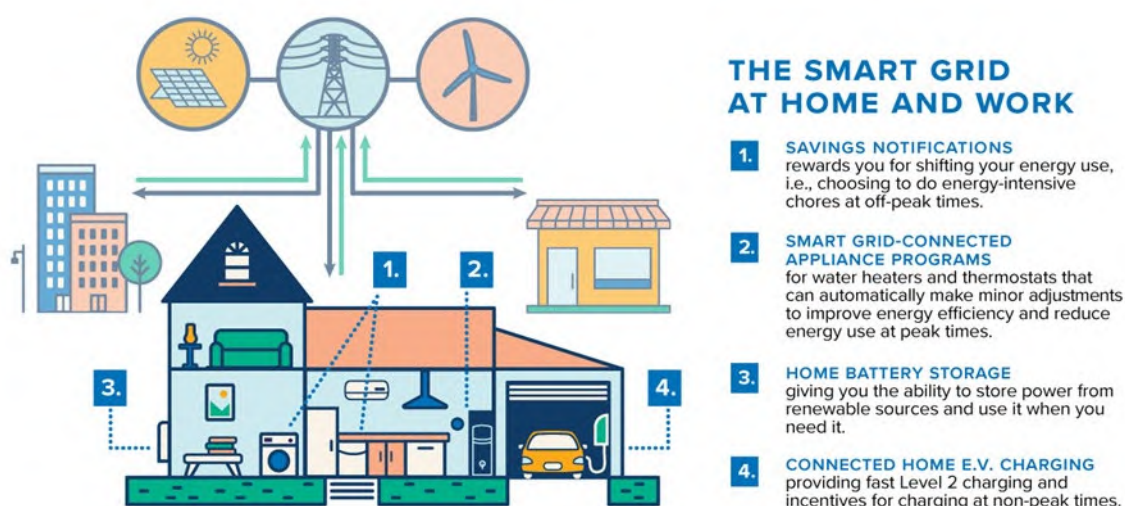 THE SMART GRID
AT HOME AND WORK
1.
SAVINGS NOTIFICATIONS
rewards you for shifting your energy use,
i.e., choosing to do energy-intensive
chores at off-peak times.
2.
SMART GRID-CONNECTED
APPLIANCE PROGRAMS
for water heaters and thermostats that
can automatically make minor adjustments
to improve energy efficiency and reduce
energy use at peak times.
3.
HOME BATTERY STORAGE
giving you the ability to store power from
renewable sources and use it when you
need it.
4.
CONNECTED HOME E.V. CHARGING
providing fast Level 2 charging and
incentives for charging at non-peak times.
1.
2.
3.
4.